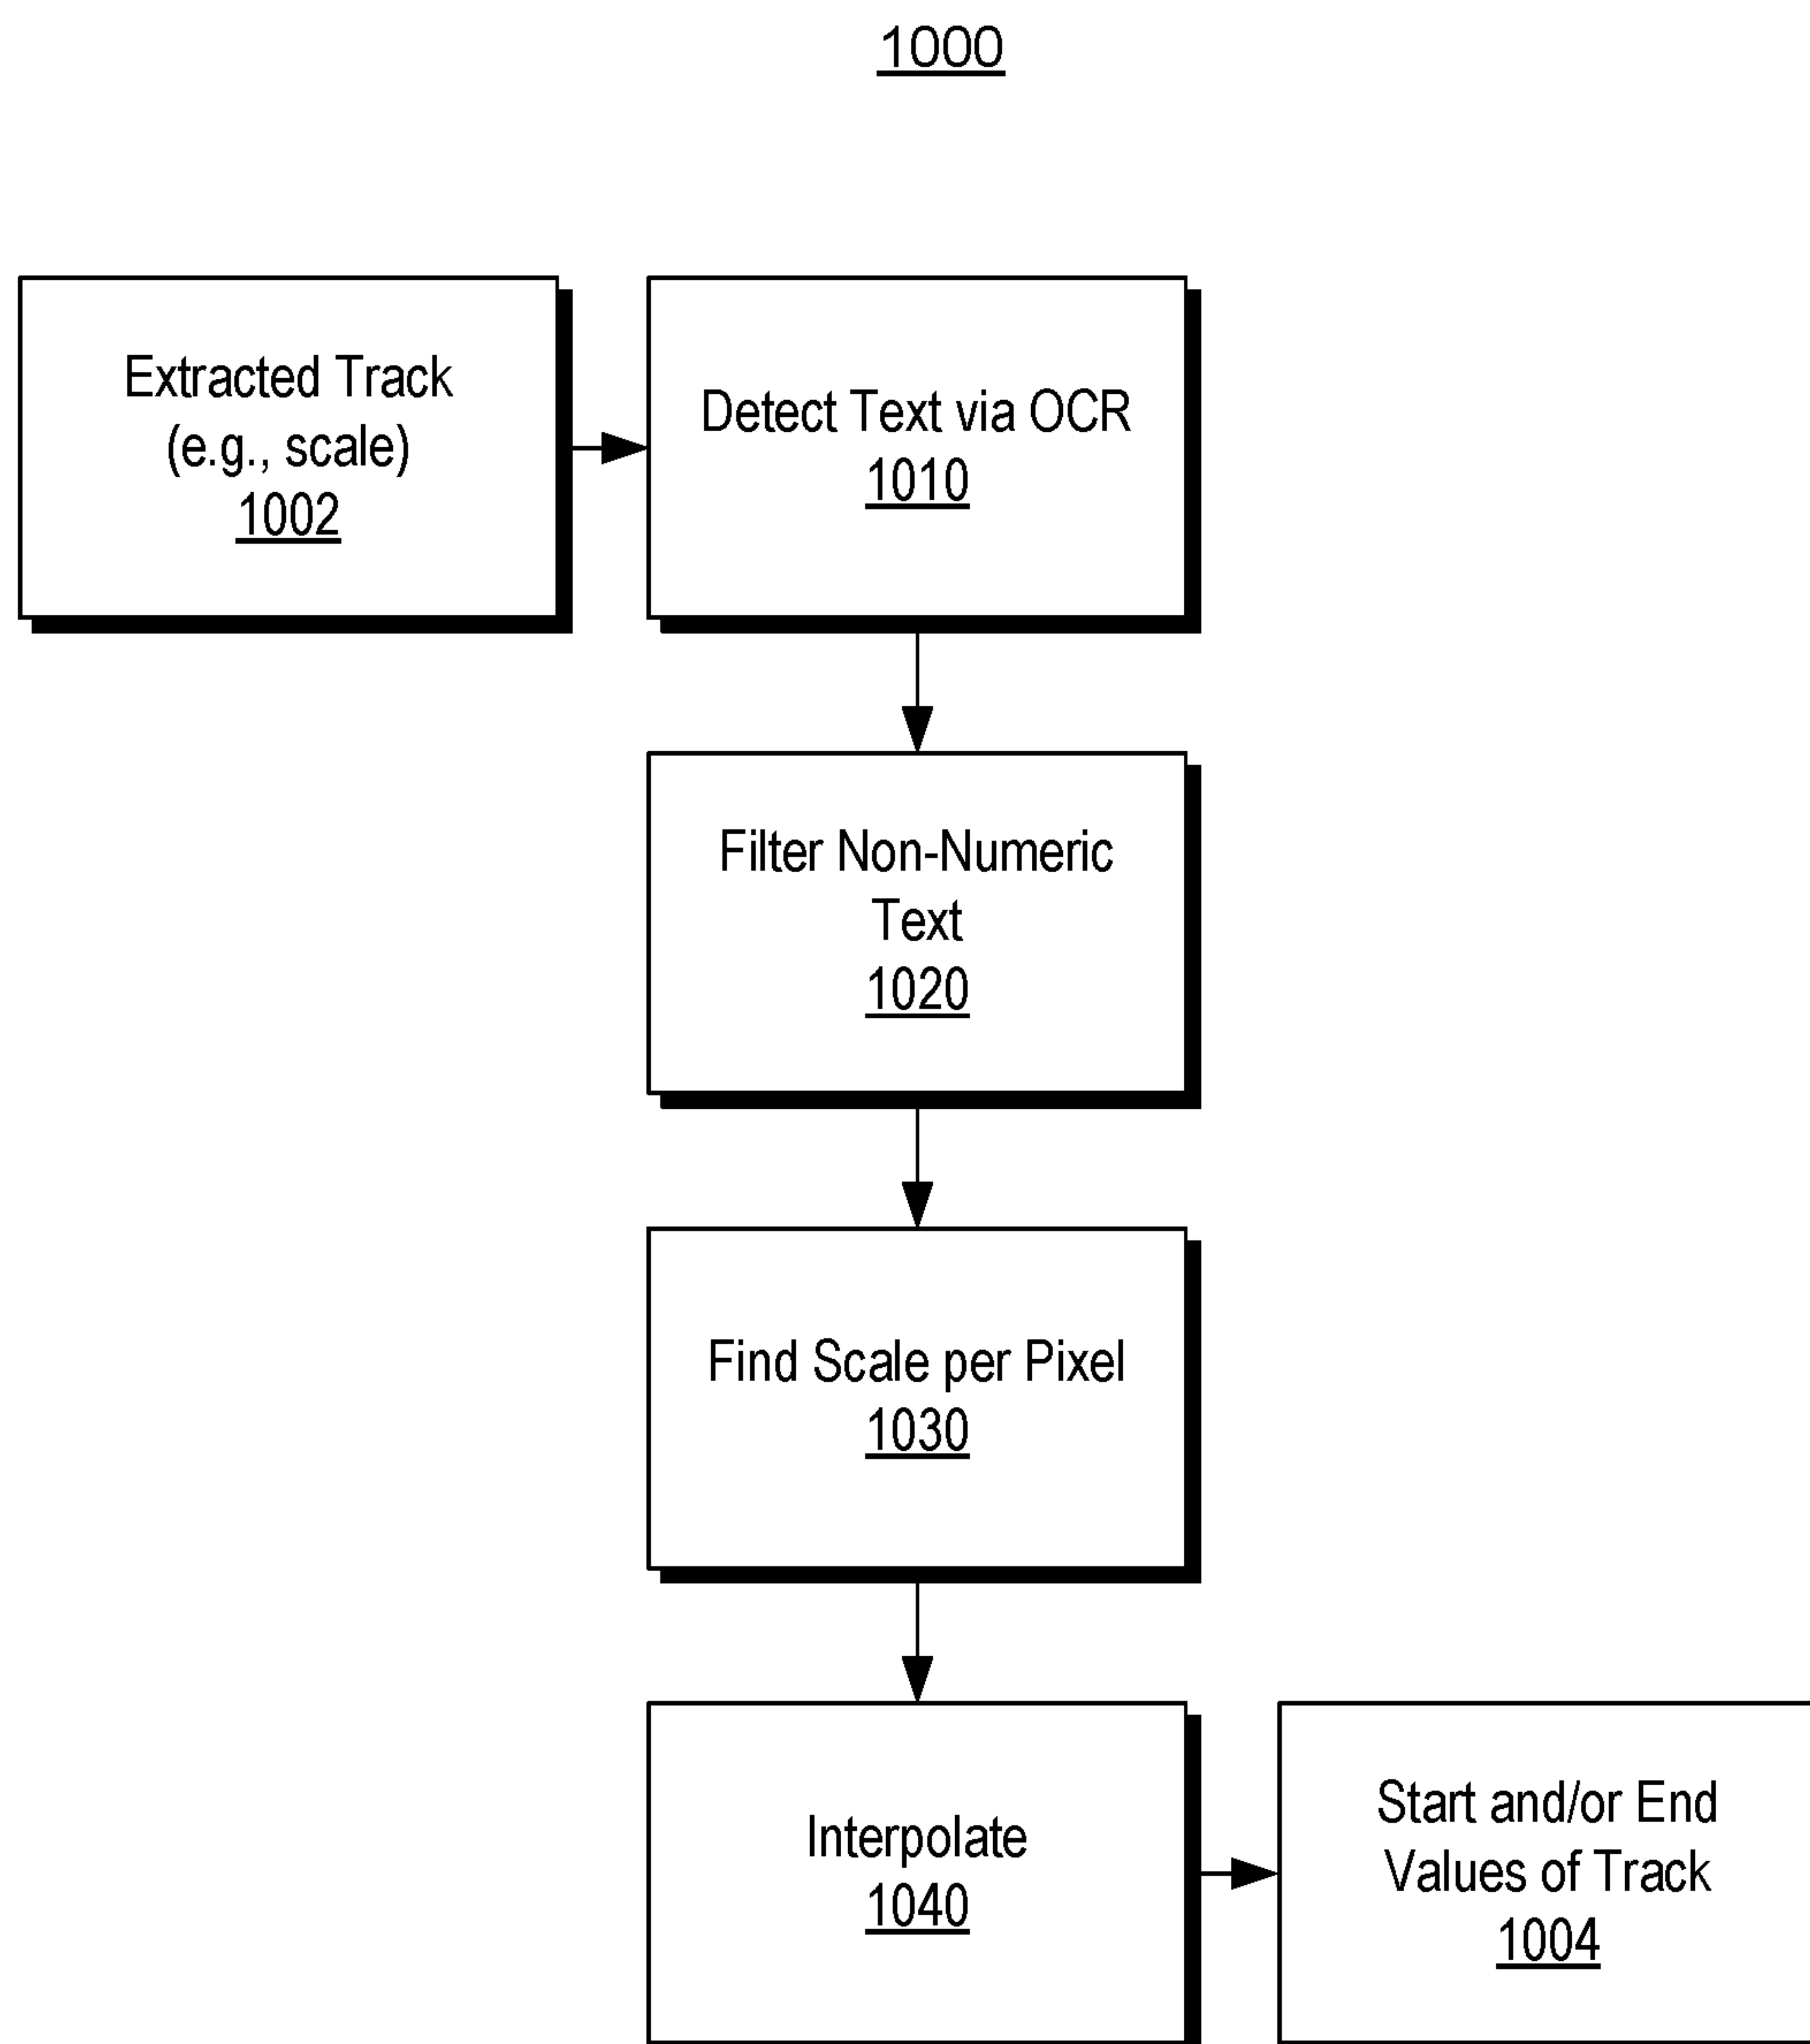 1000
Extracted Track
(e.g., scale)
1002
Detect Text via OCR
1010
Filter Non-Numeric
Text
1020
Find Scale per Pixel
1030
Interpolate
1040
Start and/or End
Values of Track
1004